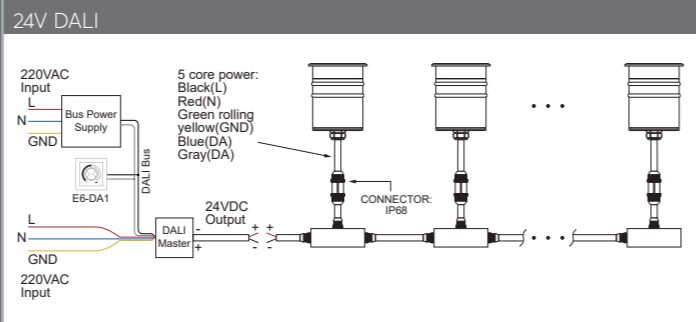 24V DALI
220VAC
Input
L
N
GND
Bus Power
Supply
E6-DA1
DALI Bus
L
N
GND
220VAC
Input
DALI
Master
-
+
24VDC
Output
+ +
- -
5 core power:
Black(L)
Red(N)
Green rolling
yellow(GND)
Blue(DA)
Gray(DA)
CONNECTOR:
IP68